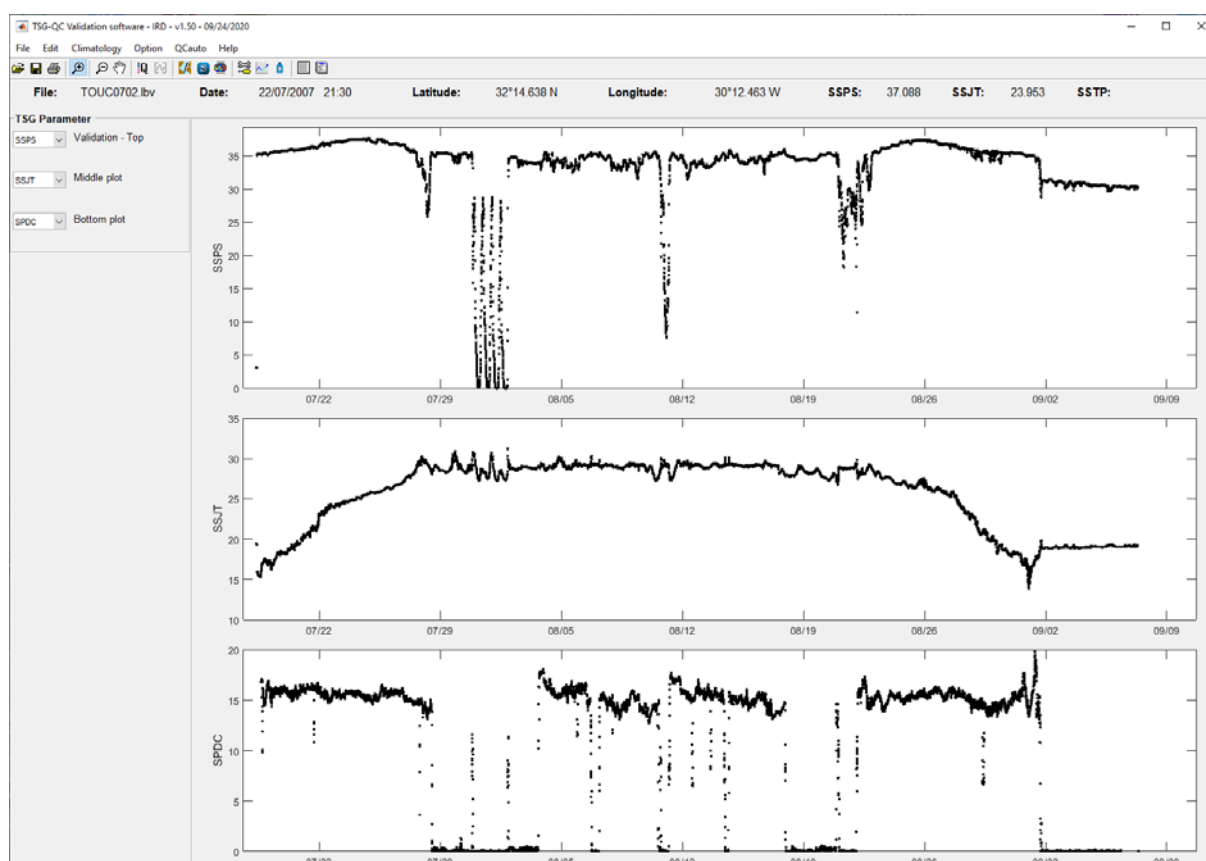 TSG-QC Validation software - IRD - v1.50 - 09/24/2020
File Edit Climatology Option QCauto Help
File: TOUC0702.lbv Date: 22/07/2007 21:30 Latitude: 32°14.638 N Longitude: 30°12.463 W SSPS: 37.088 SSJT: 23.953 SSTP:
TSG Parameter
SSPS Validation - Top
SSJT Middle plot
SPDC Bottom plot
SSPS
35
30
25
20
15
10
5
0
07/22 07/29 08/05 08/12 08/19 08/26 09/02 09/09
SSJT
35
30
25
20
15
10
07/22 07/29 08/05 08/12 08/19 08/26 09/02 09/09
SPDC
20
15
10
5
0